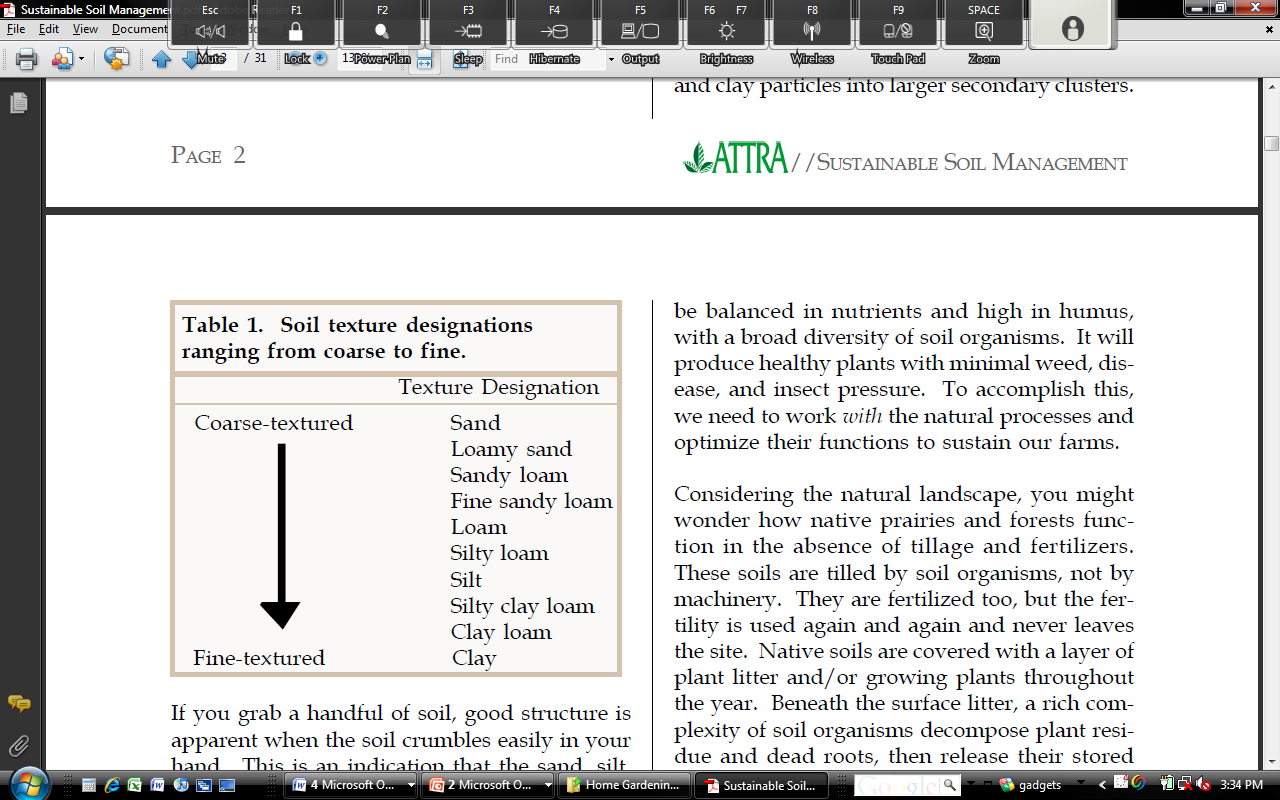 Sustainable Soil Management
Esc
F1
F2
F3
F4
F5
F6 F7
F8
F9
SPACE
File Edit View Document
Mute
/ 31
Lock
Power Plan
Sleep
Find
Hibernate
Output
Brightness
Wireless
Touch Pad
Zoom
and clay particles into larger secondary clusters.
PAGE 2
ATTRA//SUSTAINABLE SOIL MANAGEMENT
Table 1. Soil texture designations
ranging from coarse to fine.
Texture Designation
Coarse-textured Sand
Loamy sand
Sandy loam
Fine sandy loam
Loam
Silty loam
Silt
Silty clay loam
Clay loam
Fine-textured Clay
If you grab a handful of soil, good structure is
apparent when the soil crumbles easily in your
hand. This is an indication that the sand, silt,
be balanced in nutrients and high in humus,
with a broad diversity of soil organisms. It will
produce healthy plants with minimal weed, dis-
ease, and insect pressure. To accomplish this,
we need to work with the natural processes and
optimize their functions to sustain our farms.
Considering the natural landscape, you might
wonder how native prairies and forests func-
tion in the absence of tillage and fertilizers.
These soils are tilled by soil organisms, not by
machinery. They are fertilized too, but the fer-
tility is used again and again and never leaves
the site. Native soils are covered with a layer of
plant litter and/or growing plants throughout
the year. Beneath the surface litter, a rich com-
plexity of soil organisms decompose plant resi-
due and dead roots, then release their stored
4 Microsoft O...
2 Microsoft O...
Home Gardenin...
Sustainable Soil...
Google
gadgets
3:34 PM